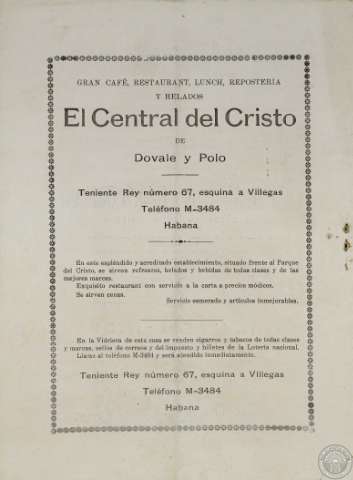 GRAN CAFÉ, RESTAURANT, LUNCH, REPOSTERIA
Y HELADOS
El Central del Cristo
DE
Dovale y Polo
Teniente Rey número 67, esquina a Villegas
Teléfono M-3484
Habana
En este espléndido y acreditado establecimiento, situado frente al Parque
del Cristo, se sirven refrescos, helados y bebidas de todas clases y de las
mejores marcas.
Exquisito restaurant con servicio a la carta a precios módicos.
Se sirven cenas.
Servicio esmerado y artículos inmejorables.
En la Vidriera de esta casa se venden cigarros y tabacos de todas clases
y marcas, sellos de correos y del impuesto y billetes de la Lotería nacional.
Llame al teléfono M-3484 y será atendido inmediatamente.
Teniente Rey número 67, esquina a Villegas
Teléfono M-3484
Habana